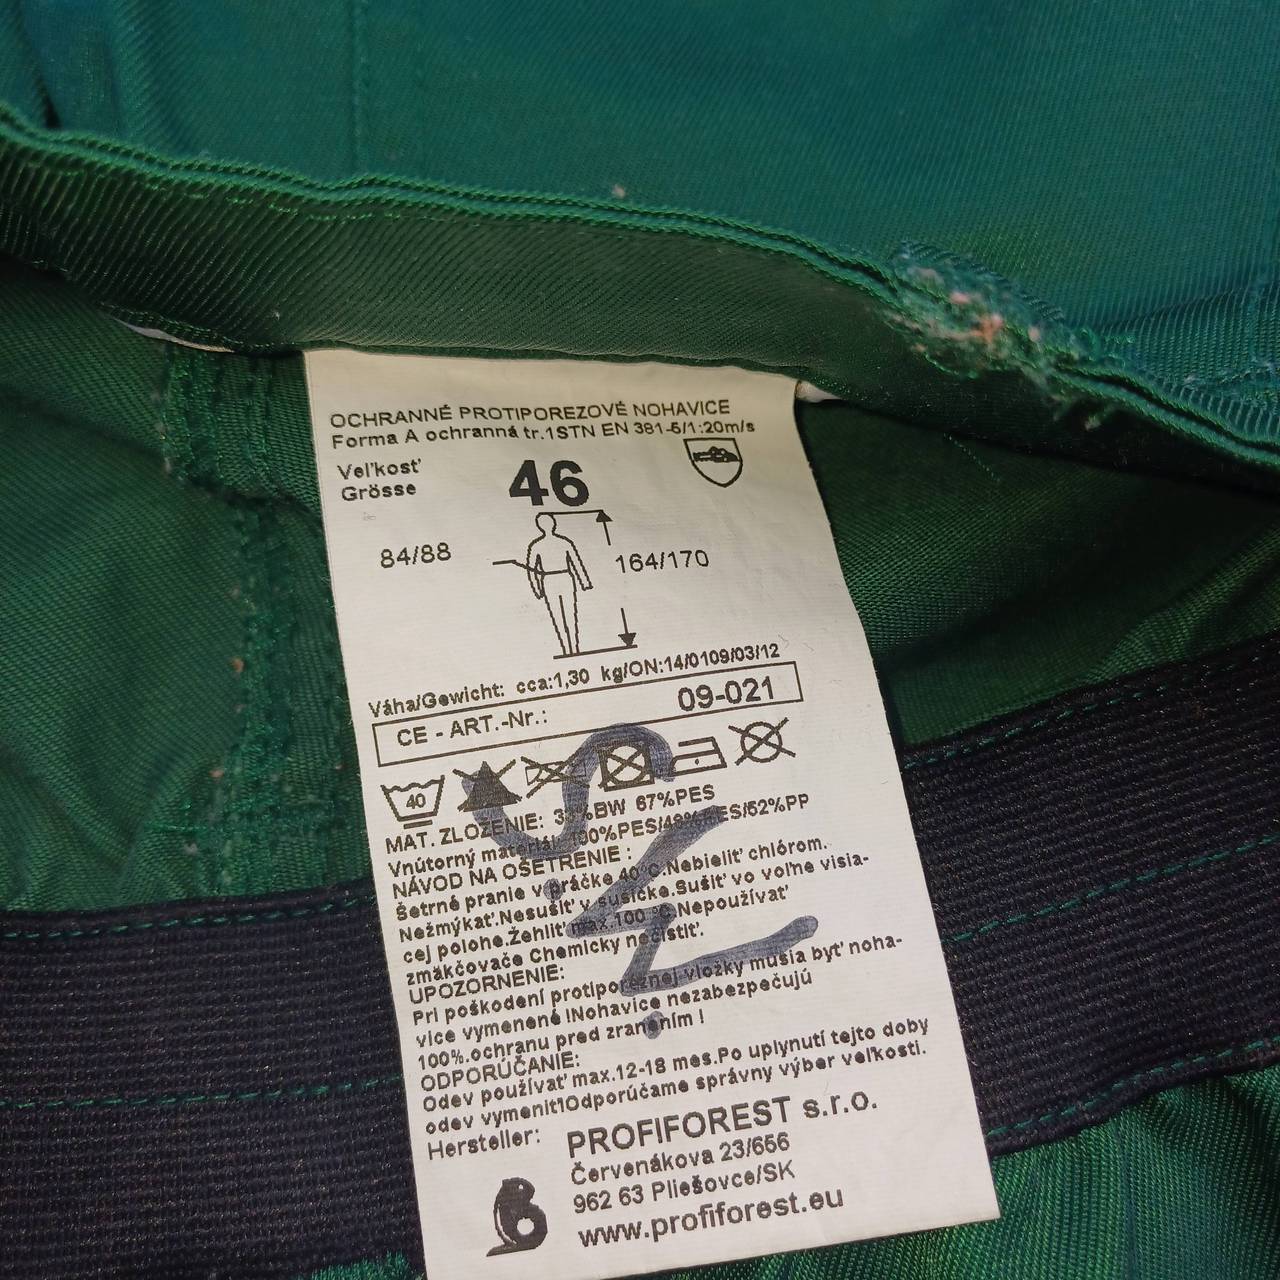 OCHRANNÉ PROTIPOREZOVÉ NOHAVICE
Forma A ochranná tr.1STN EN 381-5/1:20m/s
Veľkosť
Grösse
46
84/88
164/170
Váha/Gewicht: cca:1,30 kg/ON:14/0109/03/12
CE - ART.-Nr.: 09-021
40
MAT. ZLOŽENIE: %BW 67%PES
Vnútorný materiál: 100%PES/48%PES/52%PP
NÁVOD NA OŠETRENIE :
Šetrné pranie v práčke 40°C.Nebieliť chlórom.
Nežmýkať.Nesušiť v sušičke.Sušiť vo voľne visia-
cej polohe.Žehliť max.100 °C.Nepoužívať
zmäkčovače Chemicky nečistiť.
UPOZORNENIE:
Pri poškodení protiporeznej vložky musia byť noha-
vice vymenené !Nohavice nezabezpečujú
100%.ochranu pred zranením !
ODPORÚČANIE:
Odev používať max.12-18 mes.Po uplynutí tejto doby
odev vymeniť!Odporúčame správny výber veľkosti.
Hersteller: PROFIFOREST s.r.o.
Červenákova 23/656
962 63 Pliešovce/SK
www.profiforest.eu